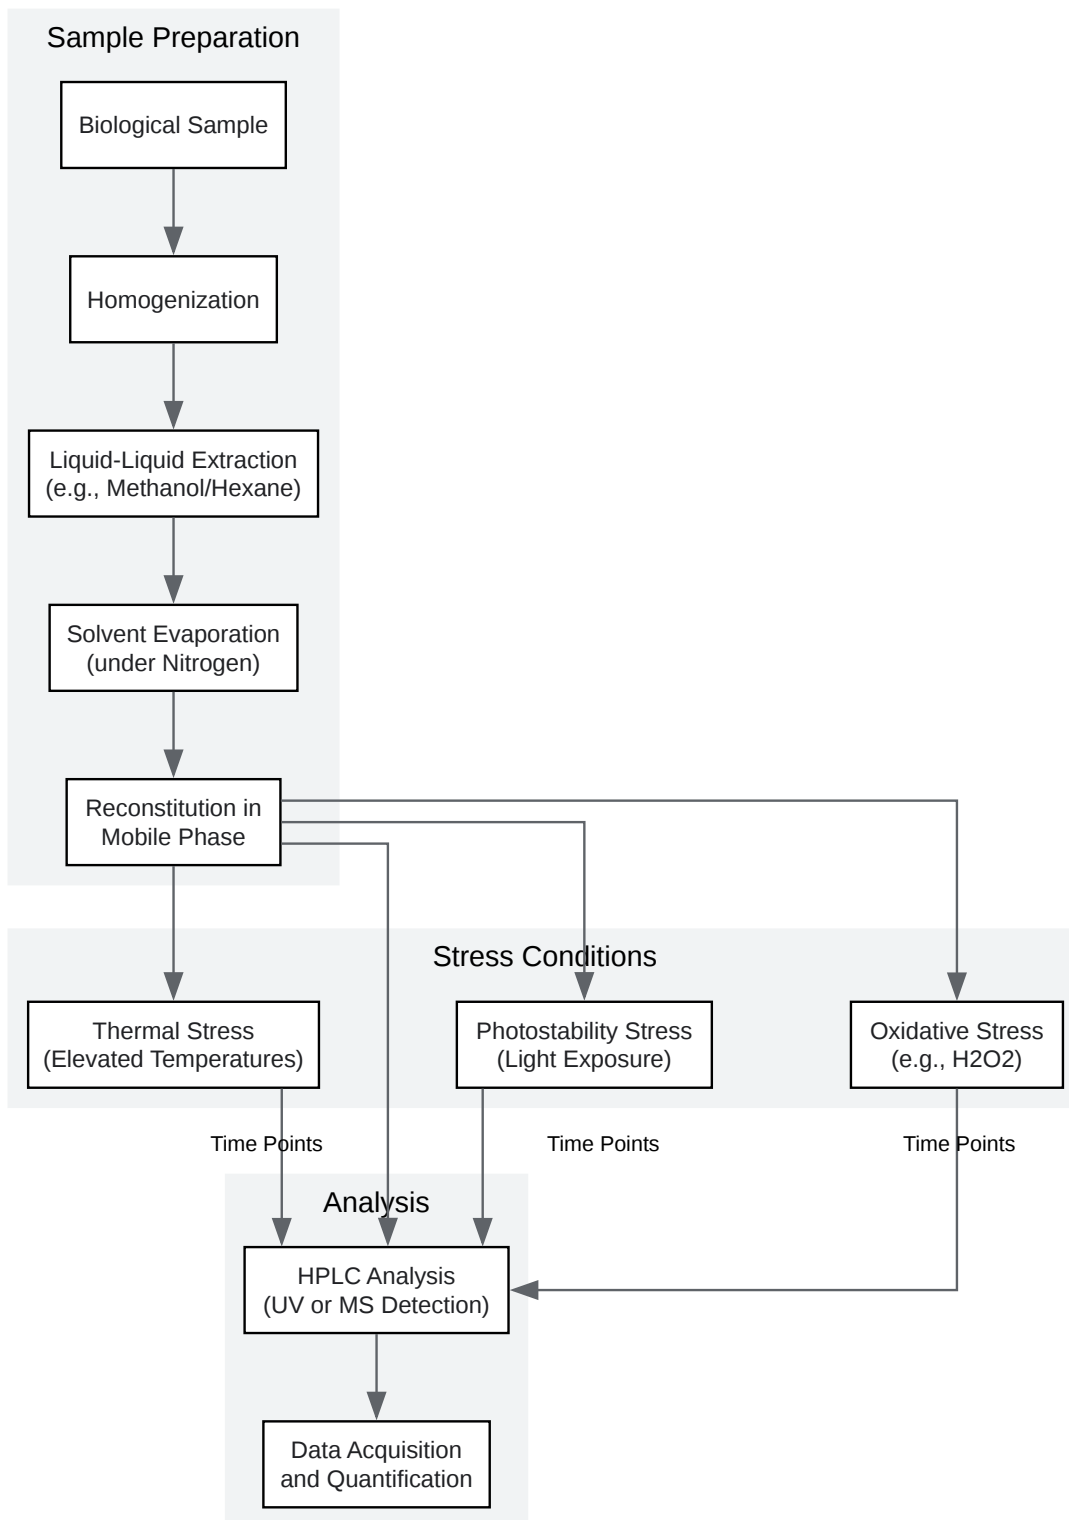 Sample Preparation
Biological Sample
Homogenization
Liquid-Liquid Extraction
(e.g., Methanol/Hexane)
Solvent Evaporation
(under Nitrogen)
Reconstitution in
Mobile Phase
Stress Conditions
Thermal Stress
(Elevated Temperatures)
Photostability Stress
(Light Exposure)
Oxidative Stress
(e.g., H2O2)
Time Points
Time Points
Time Points
Analysis
HPLC Analysis
(UV or MS Detection)
Data Acquisition
and Quantification